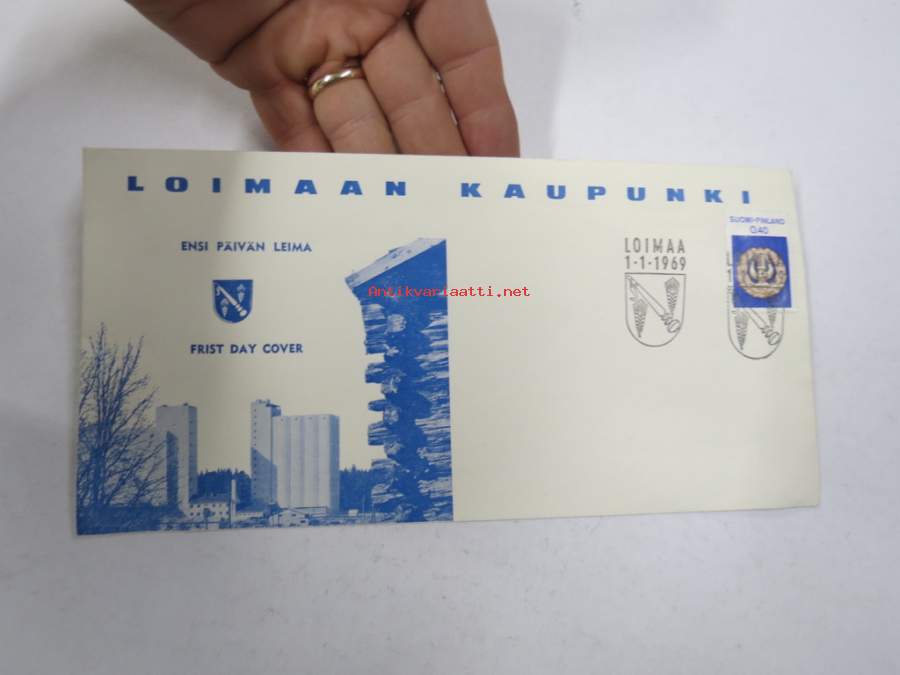 LOIMAAN KAUPUNKI
ENSI PÄIVÄN LEIMA
FRIST DAY COVER
LOIMAA
1-1-1969
SUOMI-FINLAND
0,40
Antikvariaatti.net